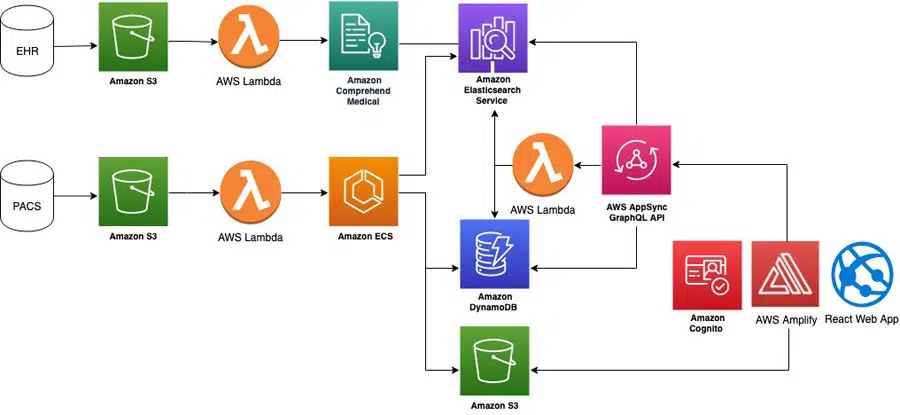 EHR
Amazon S3
AWS Lambda
Amazon
Comprehend
Medical
Amazon
Elasticsearch
Service
PACS
Amazon S3
AWS Lambda
Amazon ECS
AWS Lambda
AWS AppSync
GraphQL API
Amazon
DynamoDB
Amazon
Cognito
AWS Amplify
React Web App
Amazon S3